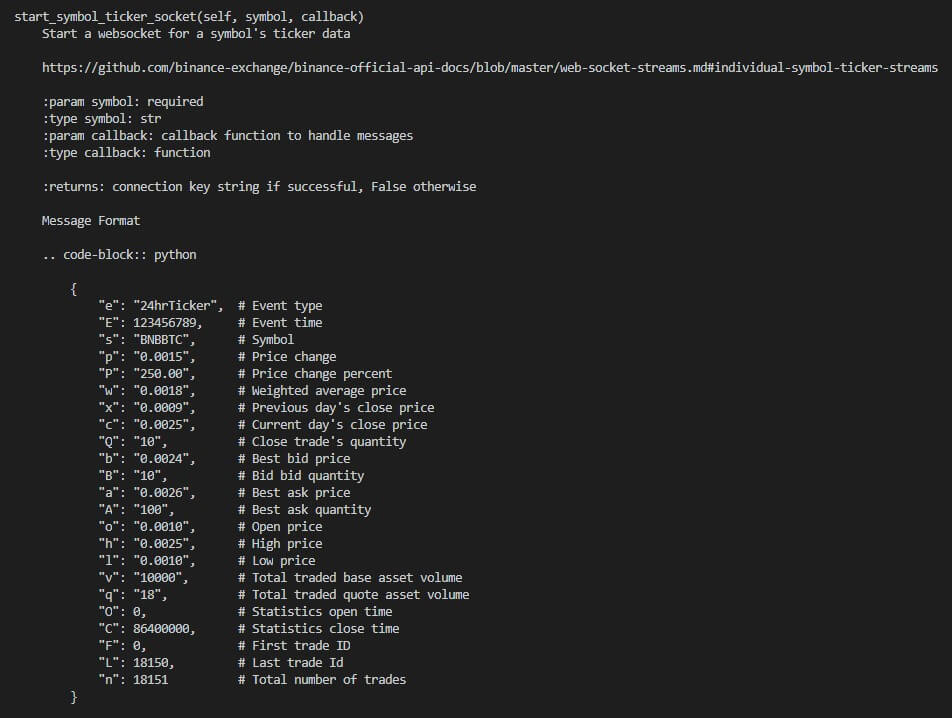 start_symbol_ticker_socket(self, symbol, callback)
Start a websocket for a symbol's ticker data
https://github.com/binance-exchange/binance-official-api-docs/blob/master/web-socket-streams.md#individual-symbol-ticker-streams
:param symbol: required
:type symbol: str
:param callback: callback function to handle messages
:type callback: function
:returns: connection key string if successful, False otherwise
Message Format
.. code-block:: python
{
"e": "24hrTicker",  # Event type
"E": 123456789,     # Event time
"s": "BNBBTC",      # Symbol
"p": "0.0015",      # Price change
"P": "250.00",      # Price change percent
"w": "0.0018",      # Weighted average price
"x": "0.0009",      # Previous day's close price
"c": "0.0025",      # Current day's close price
"Q": "10",          # Close trade's quantity
"b": "0.0024",      # Best bid price
"B": "10",          # Bid bid quantity
"a": "0.0026",      # Best ask price
"A": "100",         # Best ask quantity
"o": "0.0010",      # Open price
"h": "0.0025",      # High price
"l": "0.0010",      # Low price
"v": "10000",       # Total traded base asset volume
"q": "18",          # Total traded quote asset volume
"O": 0,             # Statistics open time
"C": 86400000,      # Statistics close time
"F": 0,             # First trade ID
"L": 18150,         # Last trade Id
"n": 18151          # Total number of trades
}